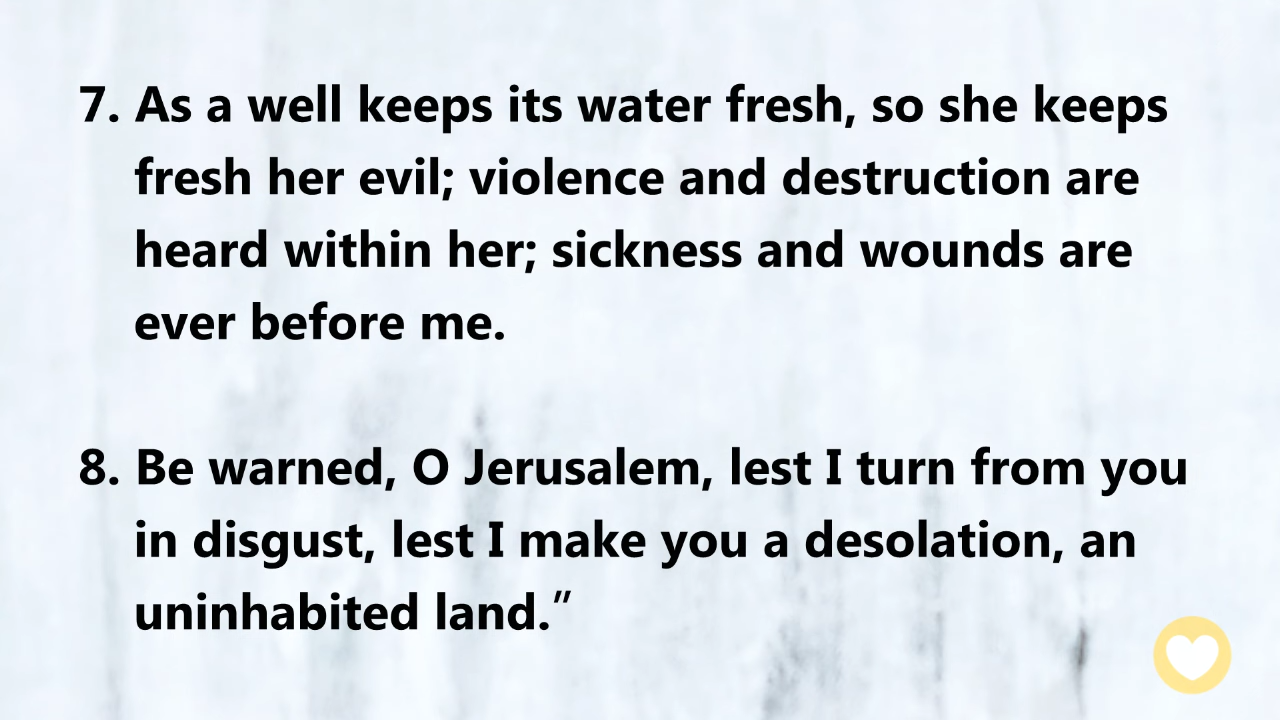 7. As a well keeps its water fresh, so she keeps
fresh her evil; violence and destruction are
heard within her; sickness and wounds are
ever before me.
8. Be warned, O Jerusalem, lest I turn from you
in disgust, lest I make you a desolation, an
uninhabited land.”